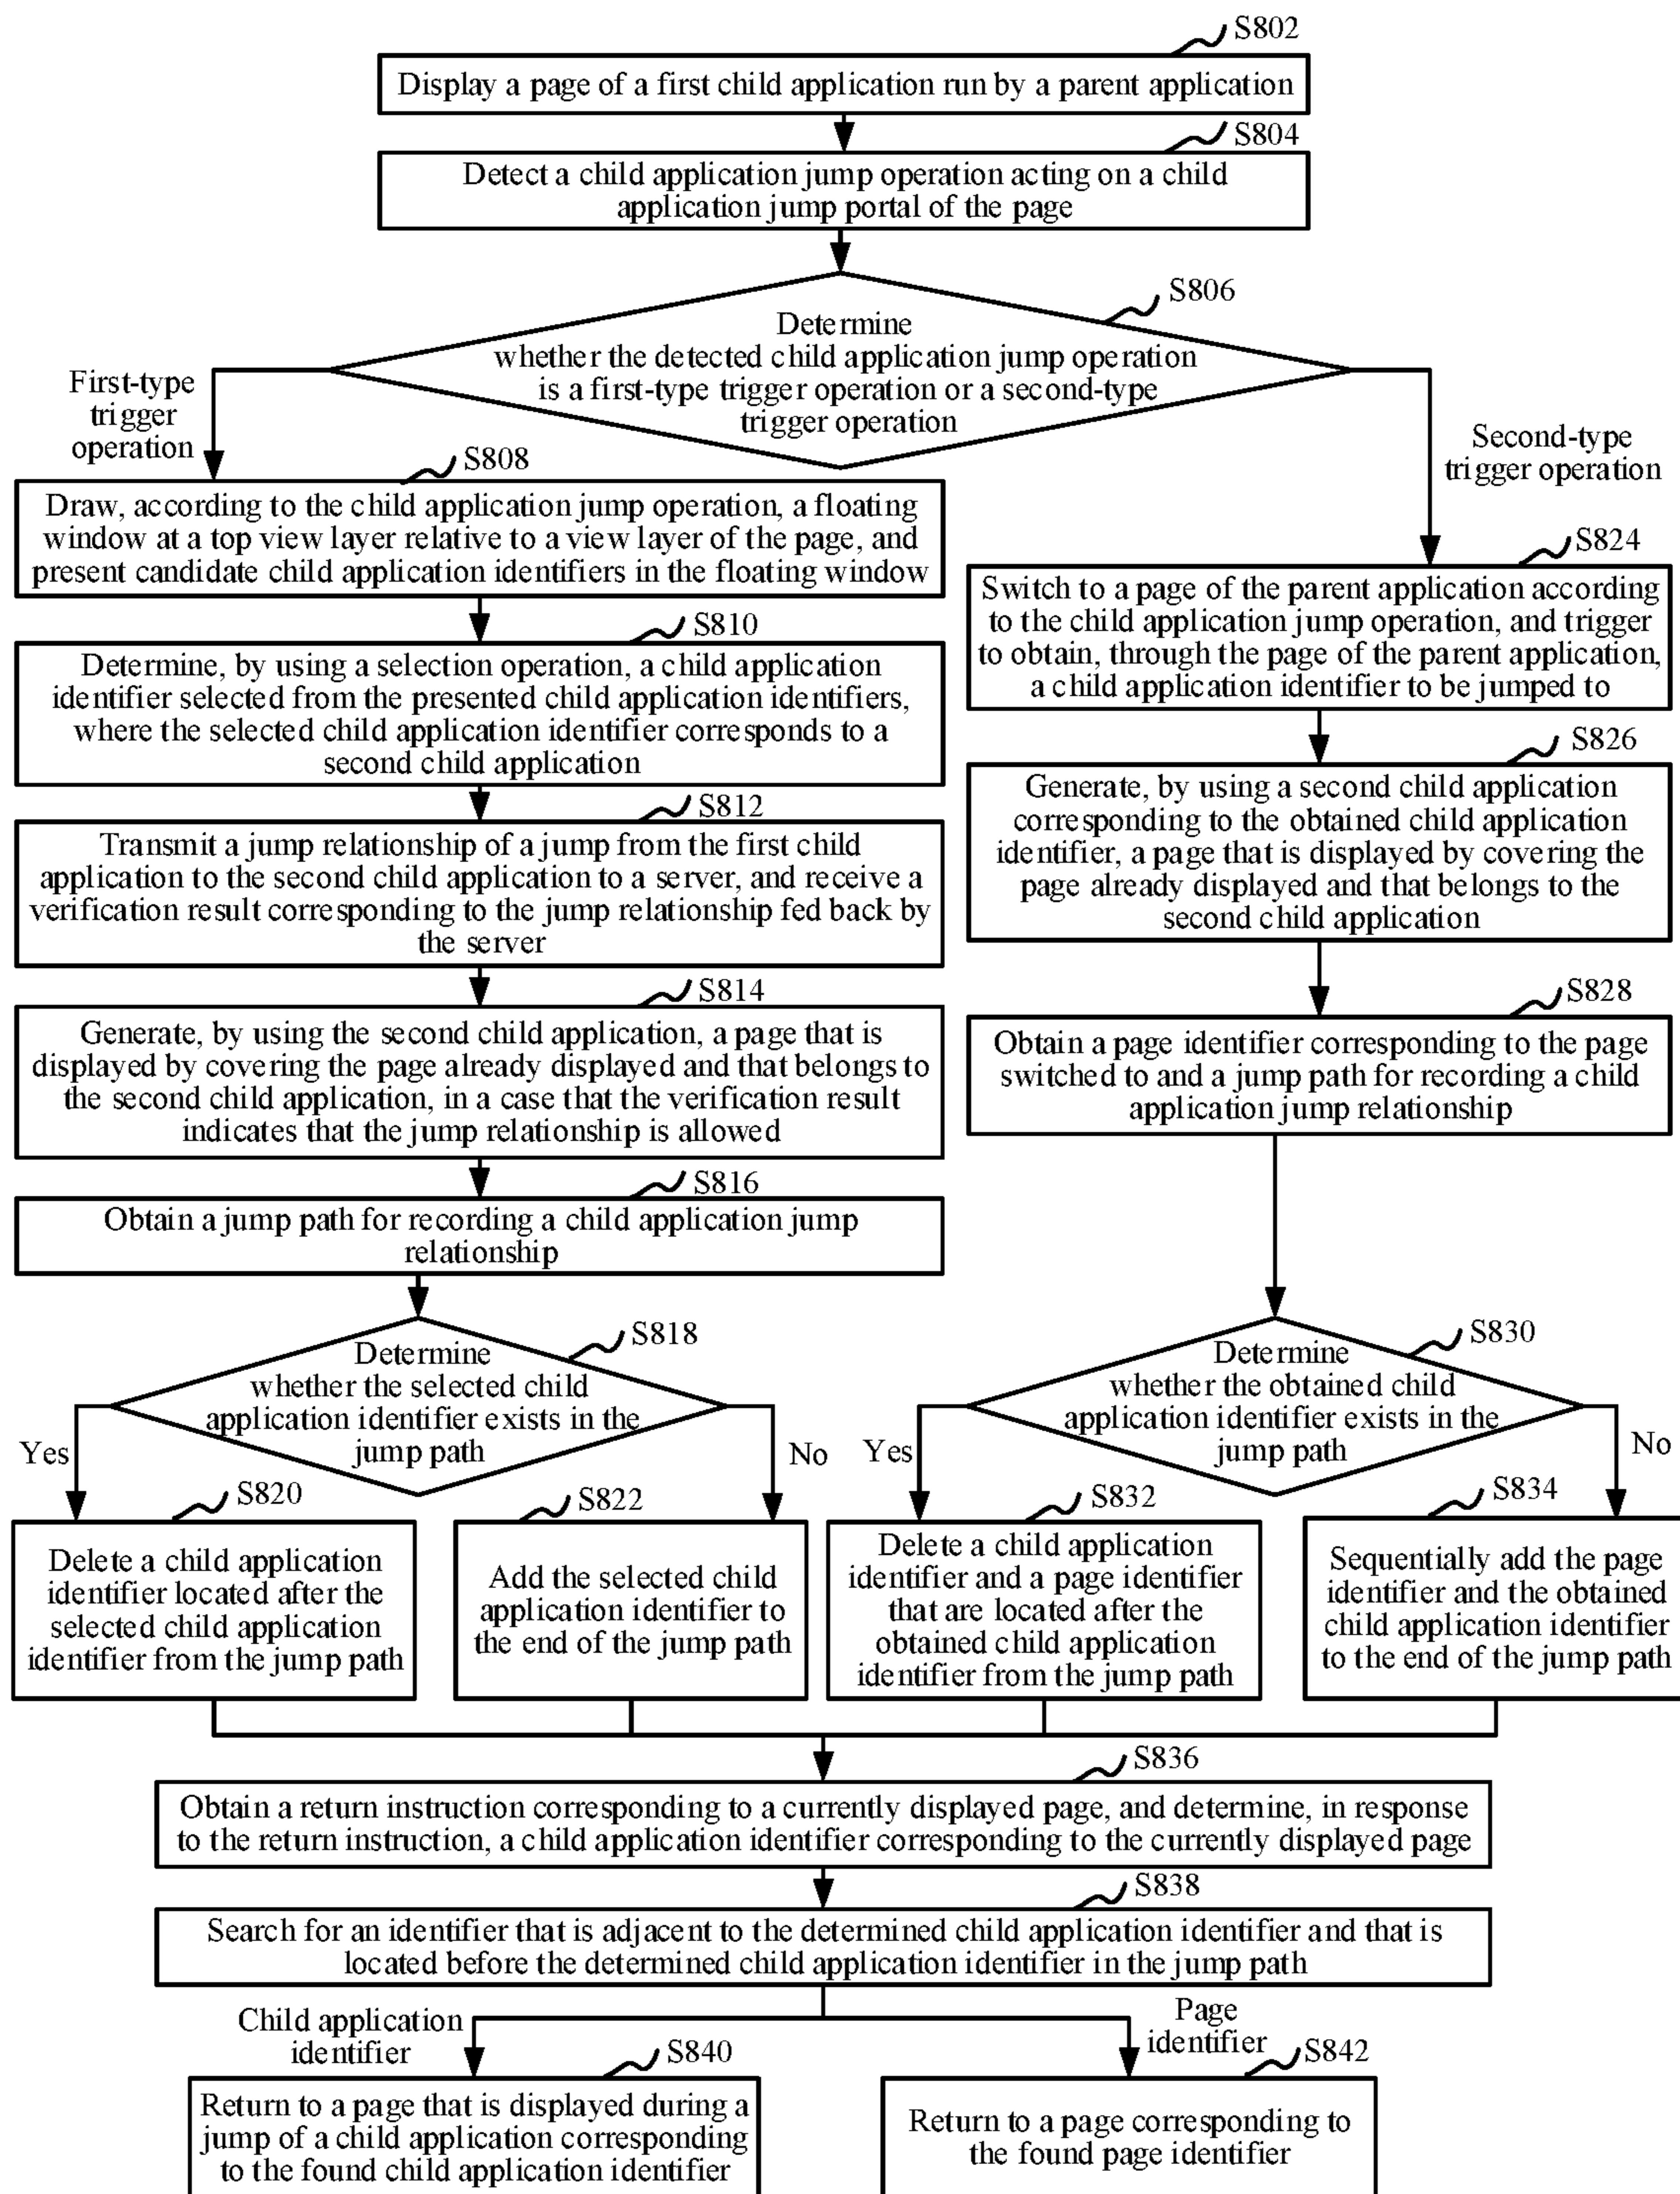 S802
Display a page of a first child application run by a parent application
S804
Detect a child application jump operation acting on a child
application jump portal of the page
S806
Determine
whether the detected child application jump operation
is a first-type trigger operation or a second-type
trigger operation
First-type
trigger
operation
Second-type
trigger operation
S808
Draw, according to the child application jump operation, a floating
window at a top view layer relative to a view layer of the page, and
present candidate child application identifiers in the floating window
S810
Determine, by using a selection operation, a child application
identifier selected from the presented child application identifiers,
where the selected child application identifier corresponds to a
second child application
S812
Transmit a jump relationship of a jump from the first child
application to the second child application to a server, and receive a
verification result corresponding to the jump relationship fed back by
the server
S814
Generate, by using the second child application, a page that is
displayed by covering the page already displayed and that belongs to
the second child application, in a case that the verification result
indicates that the jump relationship is allowed
S816
Obtain a jump path for recording a child application jump
relationship
S818
Determine
whether the selected child
application identifier exists in the
jump path
Yes
No
S820
Delete a child application
identifier located after the
selected child application
identifier from the jump path
S822
Add the selected child
application identifier to
the end of the jump path
S824
Switch to a page of the parent application according
to the child application jump operation, and trigger
to obtain, through the page of the parent application,
a child application identifier to be jumped to
S826
Generate, by using a second child application
corresponding to the obtained child application
identifier, a page that is displayed by covering the
page already displayed and that belongs to the
second child application
S828
Obtain a page identifier corresponding to the page
switched to and a jump path for recording a child
application jump relationship
S830
Determine
whether the obtained child
application identifier exists in the
jump path
Yes
No
S832
Delete a child application
identifier and a page identifier
that are located after the
obtained child application
identifier from the jump path
S834
Sequentially add the page
identifier and the obtained
child application identifier
to the end of the jump path
S836
Obtain a return instruction corresponding to a currently displayed page, and determine, in response
to the return instruction, a child application identifier corresponding to the currently displayed page
S838
Search for an identifier that is adjacent to the determined child application identifier and that is
located before the determined child application identifier in the jump path
Child application
identifier
Page
identifier
S840
Return to a page that is displayed during a
jump of a child application corresponding
to the found child application identifier
S842
Return to a page corresponding to
the found page identifier